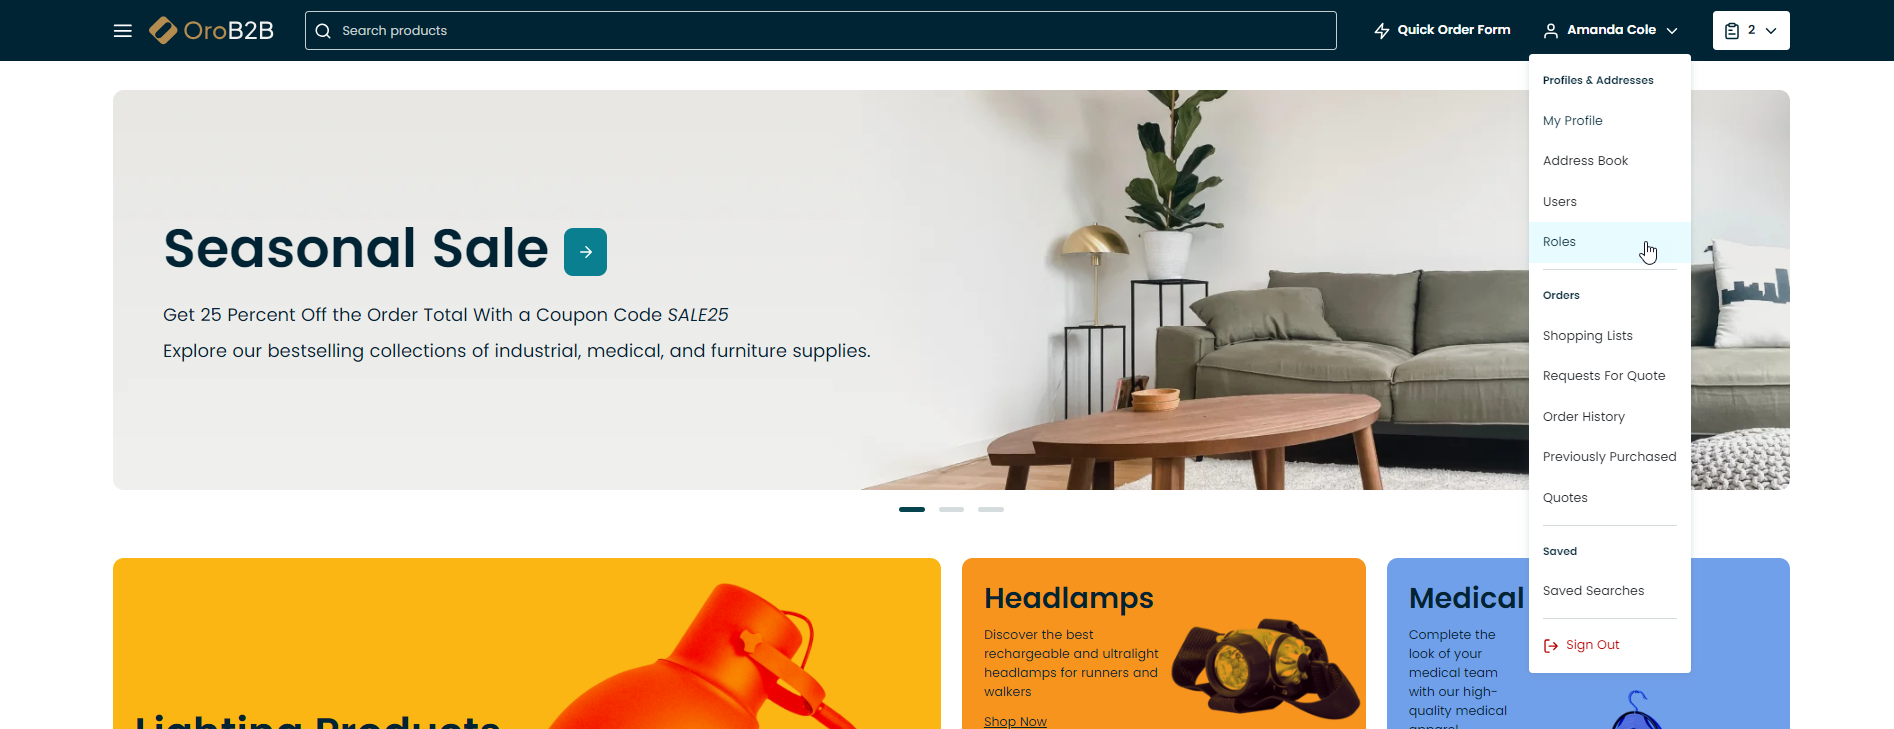 OroB2B
Search products
Quick Order Form
Amanda Cole
2
Profiles & Addresses
My Profile
Address Book
Users
Roles
Orders
Shopping Lists
Requests For Quote
Order History
Previously Purchased
Quotes
Saved
Saved Searches
Sign Out
Seasonal Sale
Get 25 Percent Off the Order Total With a Coupon Code SALE25
Explore our bestselling collections of industrial, medical, and furniture supplies.
Lighting Products
Headlamps
Discover the best
rechargeable and ultralight
headlamps for runners and
walkers
Shop Now
Medical
Complete the
look of your
medical team
with our high-
quality medical
apparel